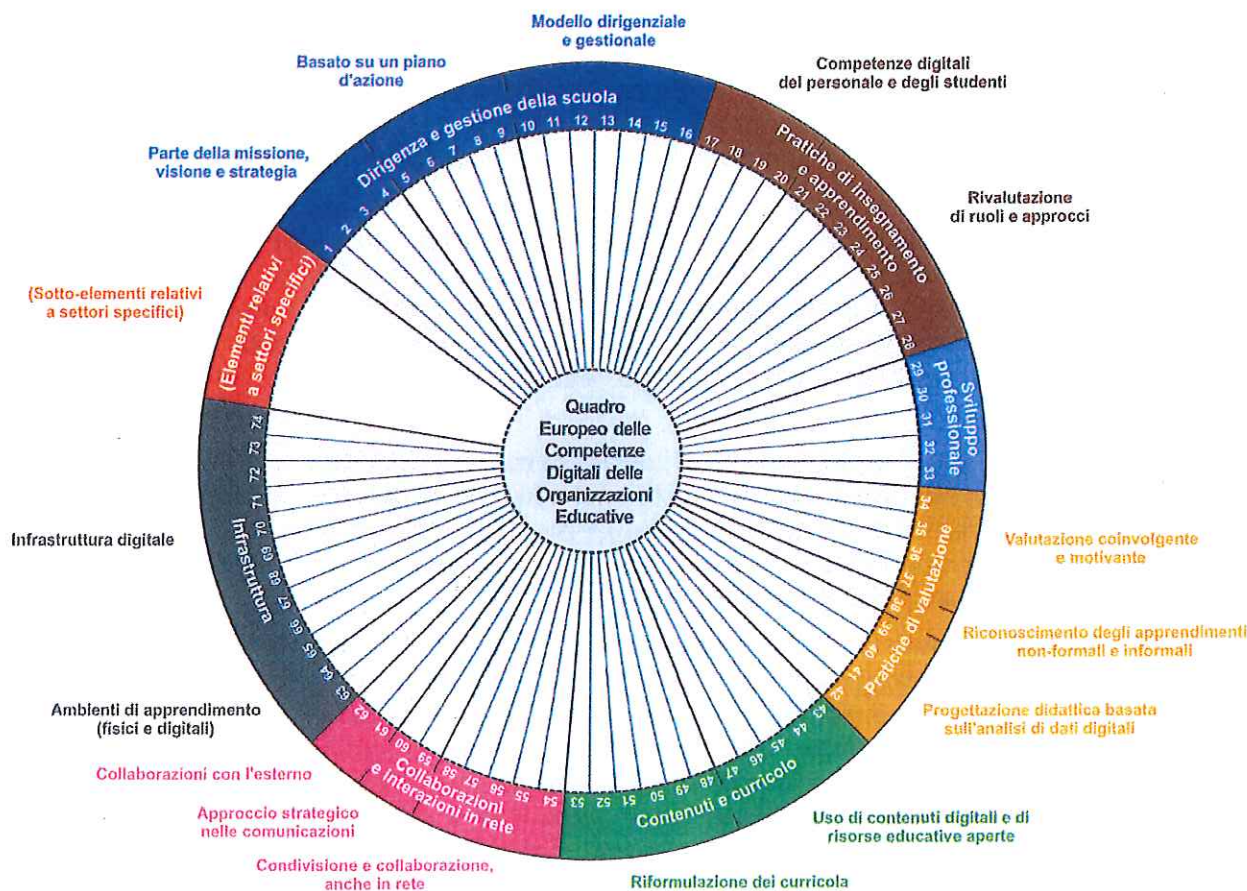 Modello dirigenziale
e gestionale
Basato su un piano
d'azione
Competenze digitali
del personale e degli studenti
Parte della missione,
visione e strategia
Rivalutazione
di ruoli e approcci
(Sotto-elementi relativi
a settori specifici)
Infrastruttura digitale
Valutazione coinvolgente
e motivante
Riconoscimento degli apprendimenti
non-formali e informali
Progettazione didattica basata
sull'analisi di dati digitali
Ambienti di apprendimento
(fisici e digitali)
Collaborazioni con l'esterno
Approccio strategico
nelle comunicazioni
Condivisione e collaborazione,
anche in rete
Uso di contenuti digitali e di
risorse educative aperte
Riformulazione dei curricola
Dirigenza e gestione della scuola
Pratiche di insegnamento
e apprendimento
Sviluppo
professionale
Pratiche di valutazione
Contenuti e curricolo
Collaborazioni
e interazioni in rete
Infrastruttura
(Elementi relativi
a settori specifici)
1
2
3
4
5
6
7
8
9
10
11
12
13
14
15
16
17
18
19
20
21
22
23
24
25
26
27
28
29
30
31
32
33
34
35
36
37
38
39
40
41
42
43
44
45
46
47
48
49
50
51
52
53
54
55
56
57
58
59
60
61
62
63
64
65
66
67
68
69
70
71
72
73
74
Quadro
Europeo delle
Competenze
Digitali delle
Organizzazioni
Educative